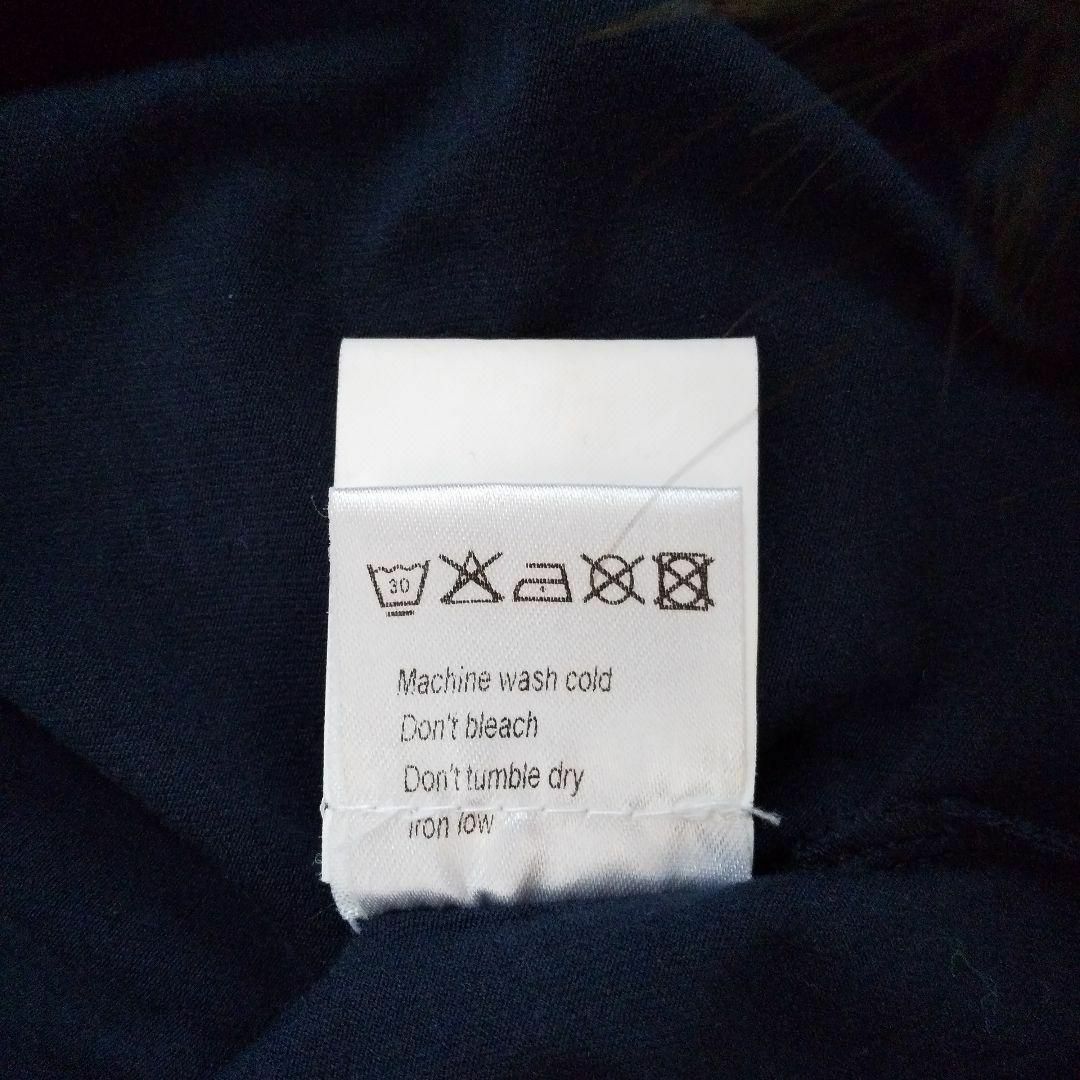 30
Machine wash cold
Don't bleach
Don't tumble dry
Iron low